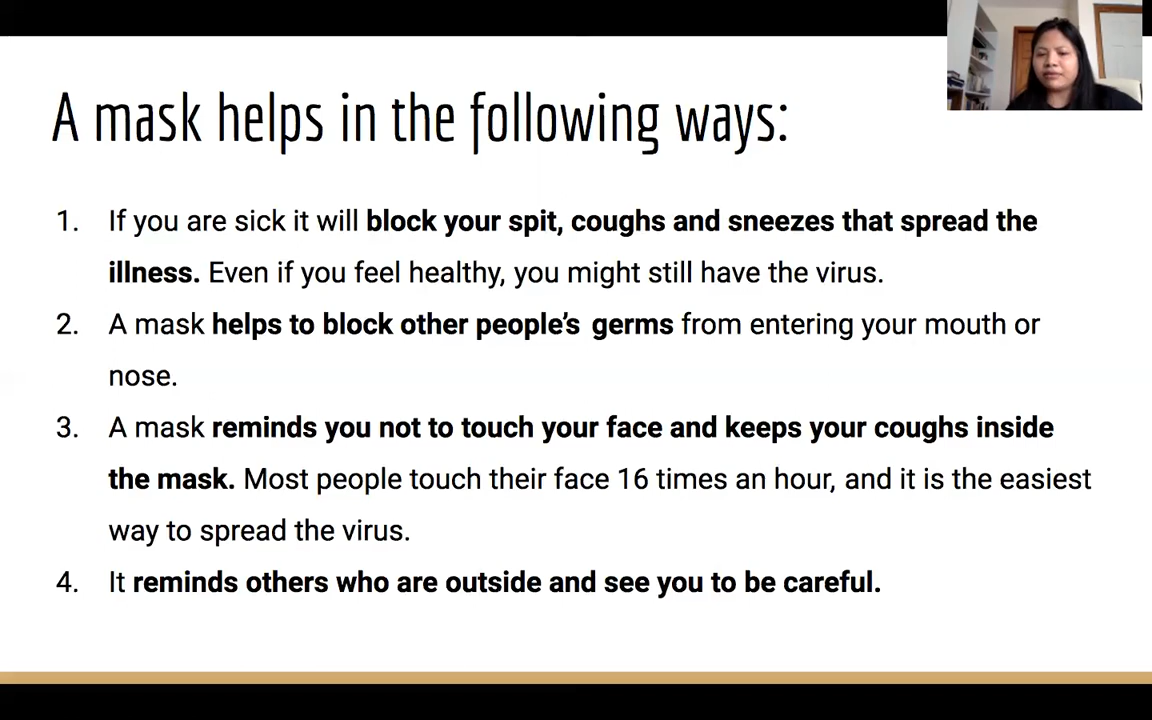 A mask helps in the following ways:
1. If you are sick it will block your spit, coughs and sneezes that spread the
illness. Even if you feel healthy, you might still have the virus.
2. A mask helps to block other people’s germs from entering your mouth or
nose.
3. A mask reminds you not to touch your face and keeps your coughs inside
the mask. Most people touch their face 16 times an hour, and it is the easiest
way to spread the virus.
4. It reminds others who are outside and see you to be careful.